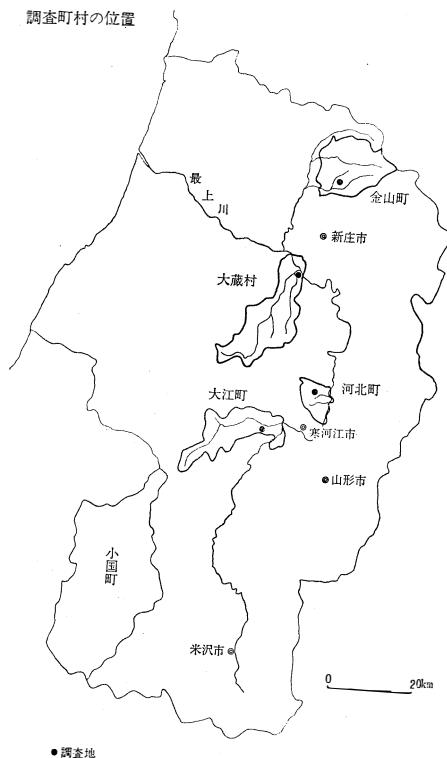 調査町村の位置
最上川
金山町
新庄市
大蔵村
大江町
河北町
寒河江市
山形市
小国町
米沢市
0 20km
●調査地